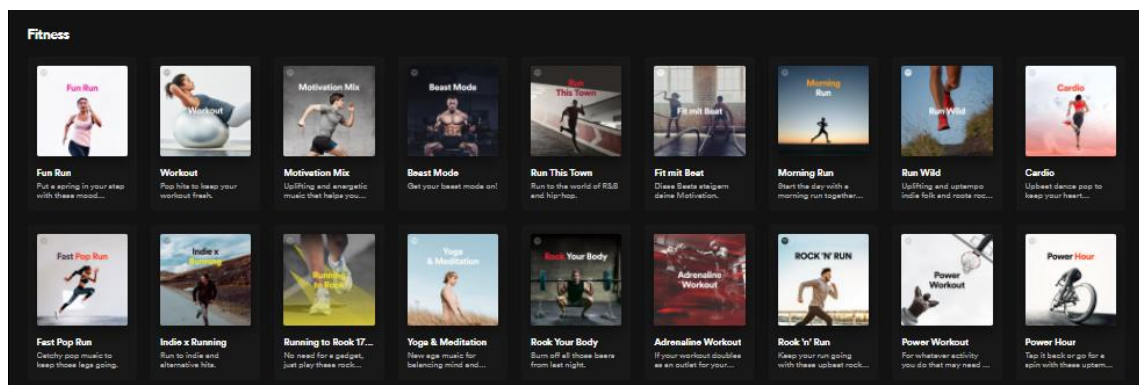 Fitness
Fun Run
Workout
Motivation Mix
Beast Mode
Run
This Town
Fit mit Beat
Morning
Run
Run Wild
Cardio
Fun Run
Workout
Motivation Mix
Beast Mode
Run This Town
Fit mit Beat
Morning Run
Run Wild
Cardio
Put a spring in your step
with these mood...
Pop hits to keep your
workout fresh.
Uplifting and energetic
music that helps you...
Get your beast mode on!
Run to the world of R&B
and hip-hop.
Diese Beats steigern
deine Motivation.
Start the day with a
morning run together...
Uplifting and uptempo
indie folk and roots roc...
Upbeat dance pop to
keep your heart...
Fast Pop Run
Indie x
Running
Running
to Rock
Yoga
& Meditation
Rock Your Body
Adrenaline
Workout
ROCK 'N' RUN
Power
Workout
Power Hour
Fast Pop Run
Indie x Running
Running to Rock 17...
Yoga & Meditation
Rock Your Body
Adrenaline Workout
Rock 'n' Run
Power Workout
Power Hour
Catchy pop music to
keep those legs going.
Run to indie and
alternative hits.
No need for a gadget,
just play these rock...
New age music for
balancing mind and...
Burn off all those beers
from last night.
If your workout doubles
as an outlet for your...
Keep your run going
with these upbeat rock...
For whatever activity
you do that may need ...
Tap it back or go for a
spin with these uptem...